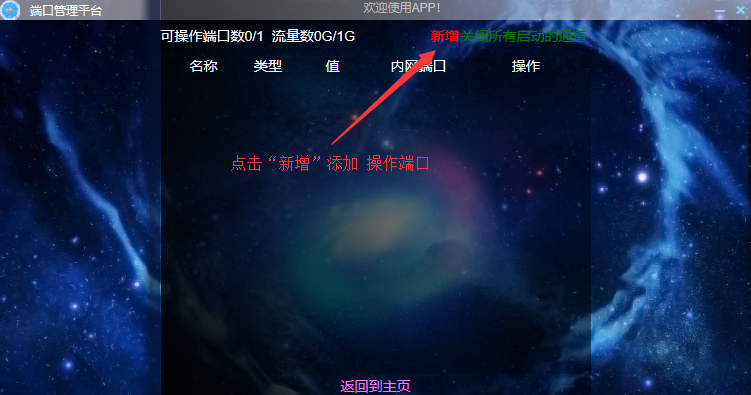 端口管理平台
欢迎使用APP!
可操作端口数0/1 流量数0G/1G 新增 关闭所有启动的通道
名称 类型 值 内网端口 操作
点击“新增”添加 操作端口
返回到主页